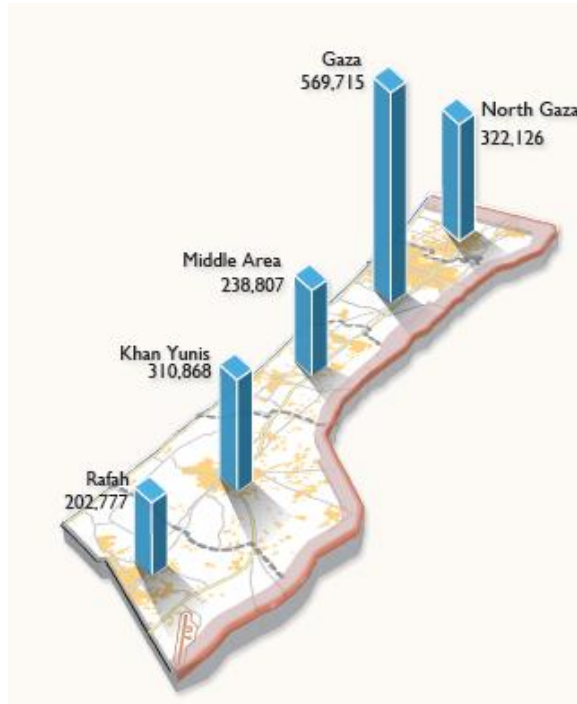 Gaza
569,715
North Gaza
322,126
Middle Area
238,807
Khan Yunis
310,868
Rafah
202,777